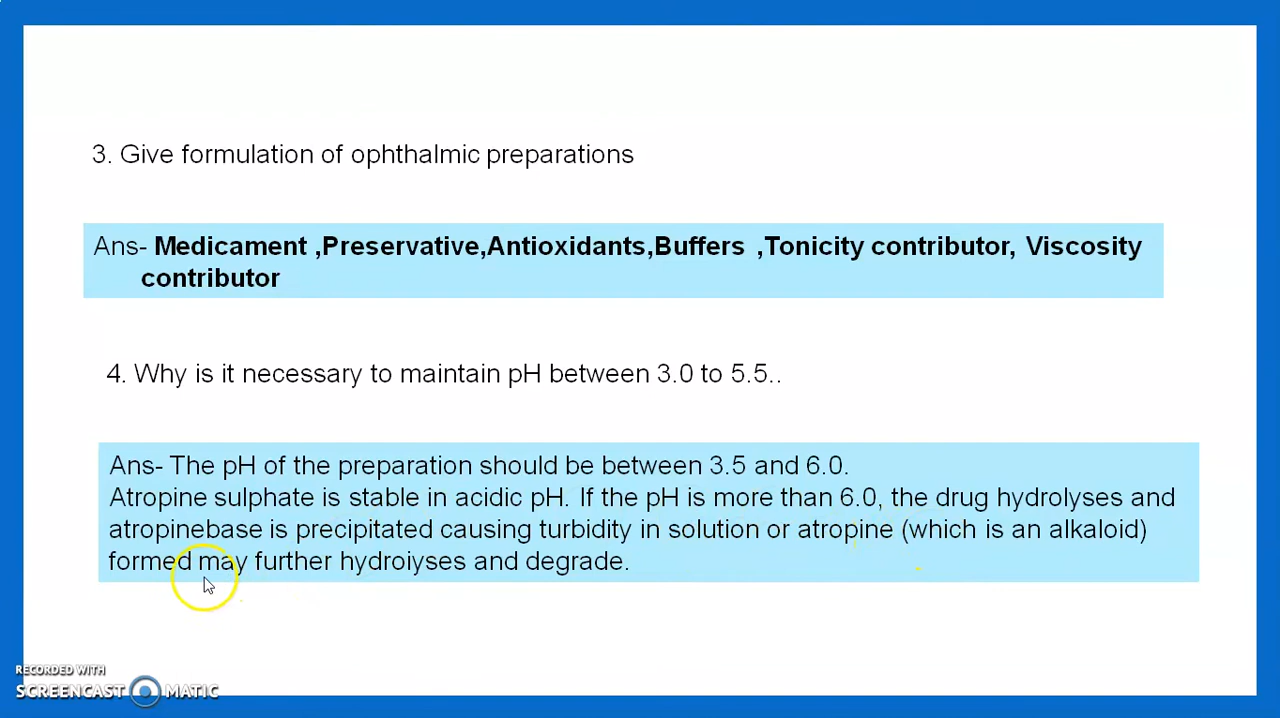 3. Give formulation of ophthalmic preparations
Ans- Medicament ,Preservative,Antioxidants,Buffers ,Tonicity contributor, Viscosity
contributor
4. Why is it necessary to maintain pH between 3.0 to 5.5..
Ans- The pH of the preparation should be between 3.5 and 6.0.
Atropine sulphate is stable in acidic pH. If the pH is more than 6.0, the drug hydrolyses and
atropinebase is precipitated causing turbidity in solution or atropine (which is an alkaloid)
formed may further hydroiyses and degrade.
RECORDED WITH
SCREENCAST MATIC